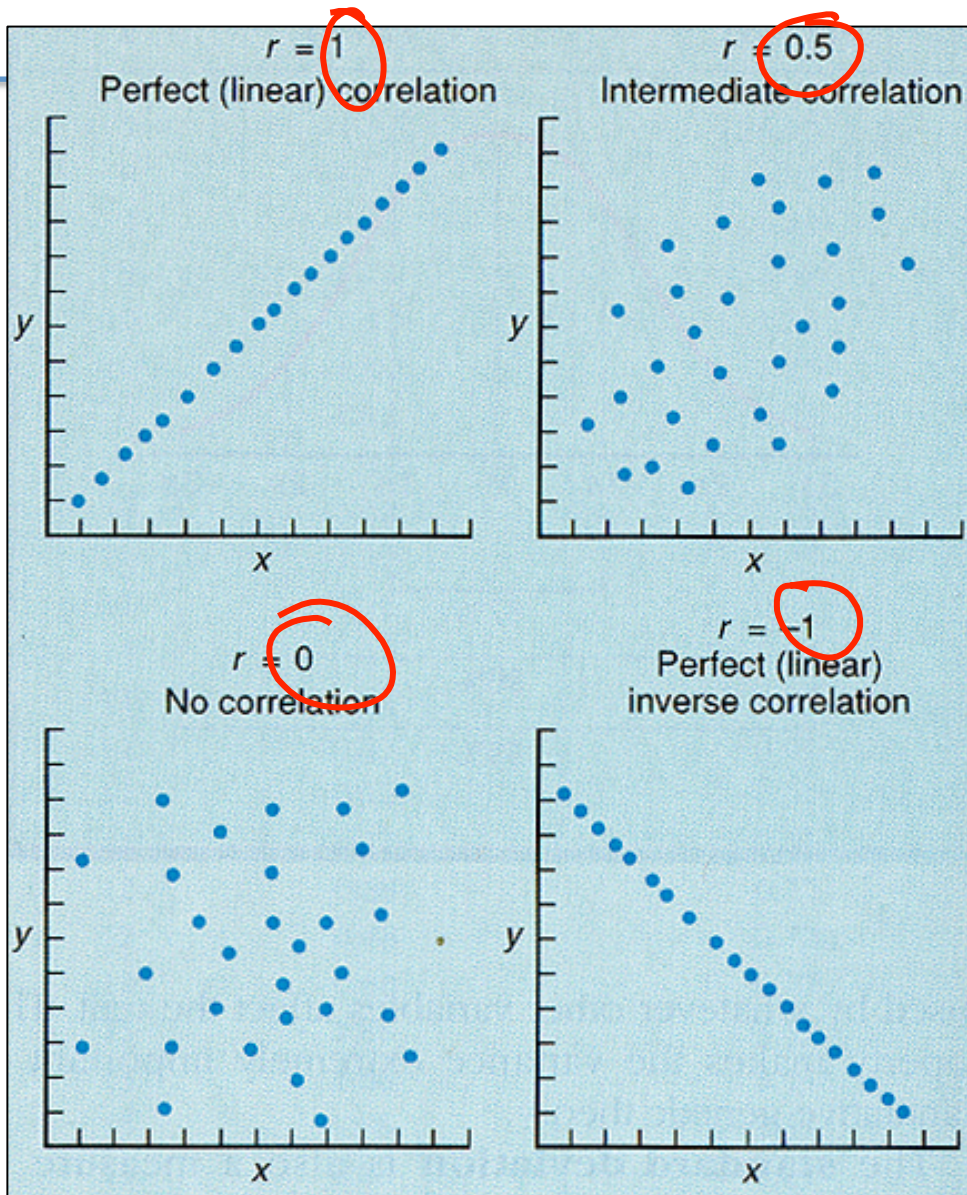 r = 1
Perfect (linear) correlation
y
x
r = 0.5
Intermediate correlation
y
x
r = 0
No correlation
y
x
r = –1
Perfect (linear)
inverse correlation
y
x